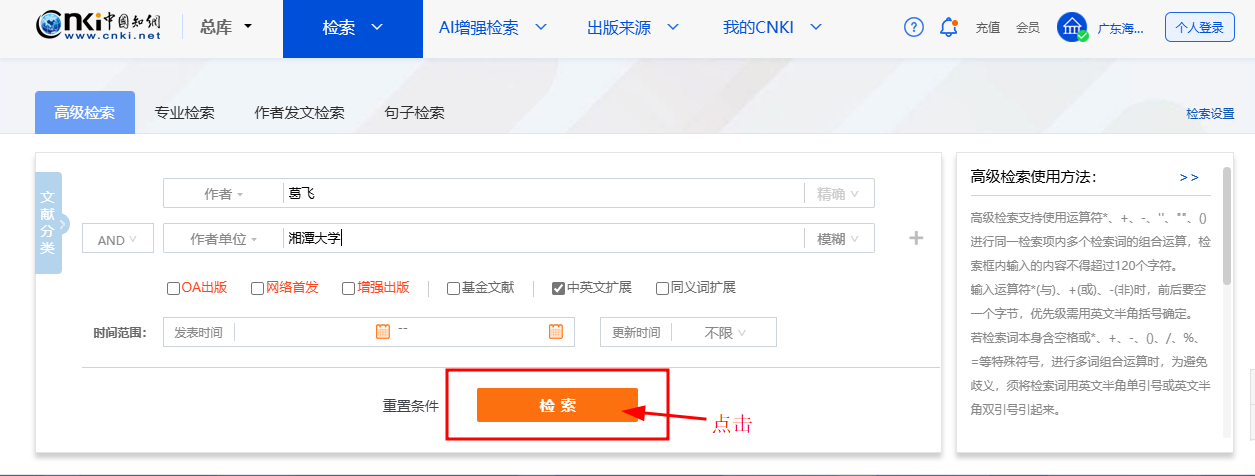 Cnki中国知网
www.cnki.net
总库
检索
AI增强检索
出版来源
我的CNKI
充值
会员
广东海...
个人登录
高级检索
专业检索
作者发文检索
句子检索
检索设置
文献分类
作者
葛飞
精确
AND
作者单位
湘潭大学
模糊
OA出版
网络首发
增强出版
基金文献
中英文扩展
同义词扩展
时间范围：
发表时间
--
更新时间
不限
重置条件
检索
点击
高级检索使用方法：
>>
高级检索支持使用运算符*、+、-、''、""、()
进行同一检索项内多个检索词的组合运算，检
索框内输入的内容不得超过120个字符。
输入运算符*(与)、+(或)、-(非)时，前后要空
一个字节，优先级需用英文半角括号确定。
若检索词本身含空格或*、+、-、()、/、%、
=等特殊符号，进行多词组合运算时，为避免
歧义，须将检索词用英文半角单引号或英文半
角双引号引起来。